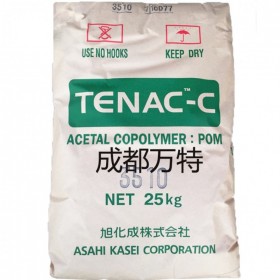 3510
USE NO HOOKS
KEEP DRY
TENAC™-C
ACETAL COPOLYMER : POM
成都万特
3510
NET 25kg
旭化成株式会社
ASAHI KASEI CORPORATION